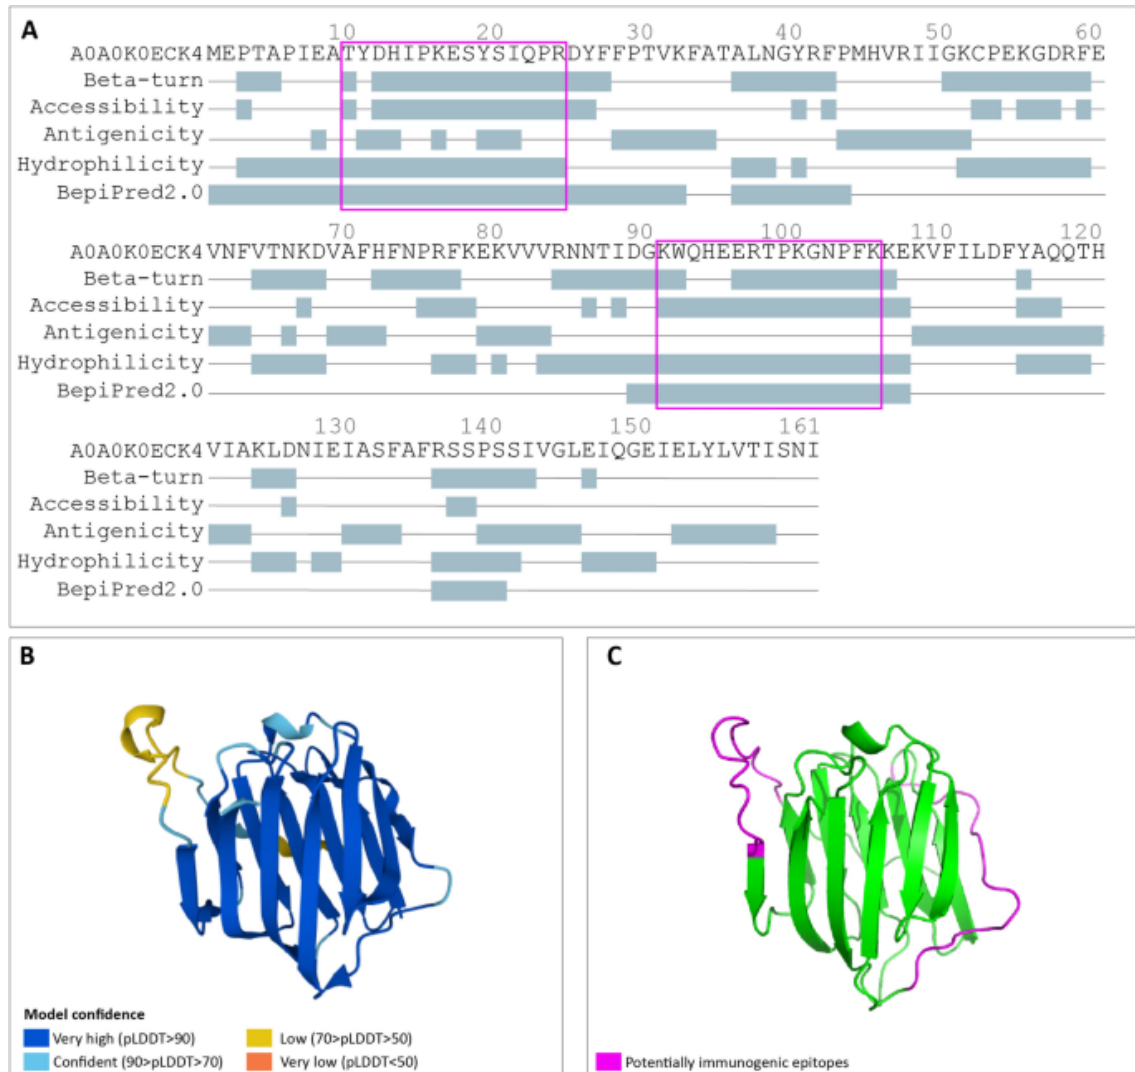 A
10 20 30 40 50 60
A0A0K0ECK4 MEPTAPIEATYDHIPKESYSIQPRDYFFPTVKFATALNGYRFPMHVRIIGKCPEKGDRFE
Beta-turn
Accessibility
Antigenicity
Hydrophilicity
BepiPred2.0
70 80 90 100 110 121
A0A0K0ECK4 VNFVTNKDVAFHFNPRFKEKVVVRNNTIDGKWQHEERTPKGNPFKKEKVFILDFYAQQTH
Beta-turn
Accessibility
Antigenicity
Hydrophilicity
BepiPred2.0
130 140 150 161
A0A0K0ECK4 VIAKLDNIEIASFAFRSSPSSIVGLEIQGEIELYLVTISNI
Beta-turn
Accessibility
Antigenicity
Hydrophilicity
BepiPred2.0
B
Model confidence
Very high (pLDDT>90)
Low (70>pLDDT>50)
Confident (90>pLDDT>70)
Very low (pLDDT<50)
C
Potentially immunogenic epitopes